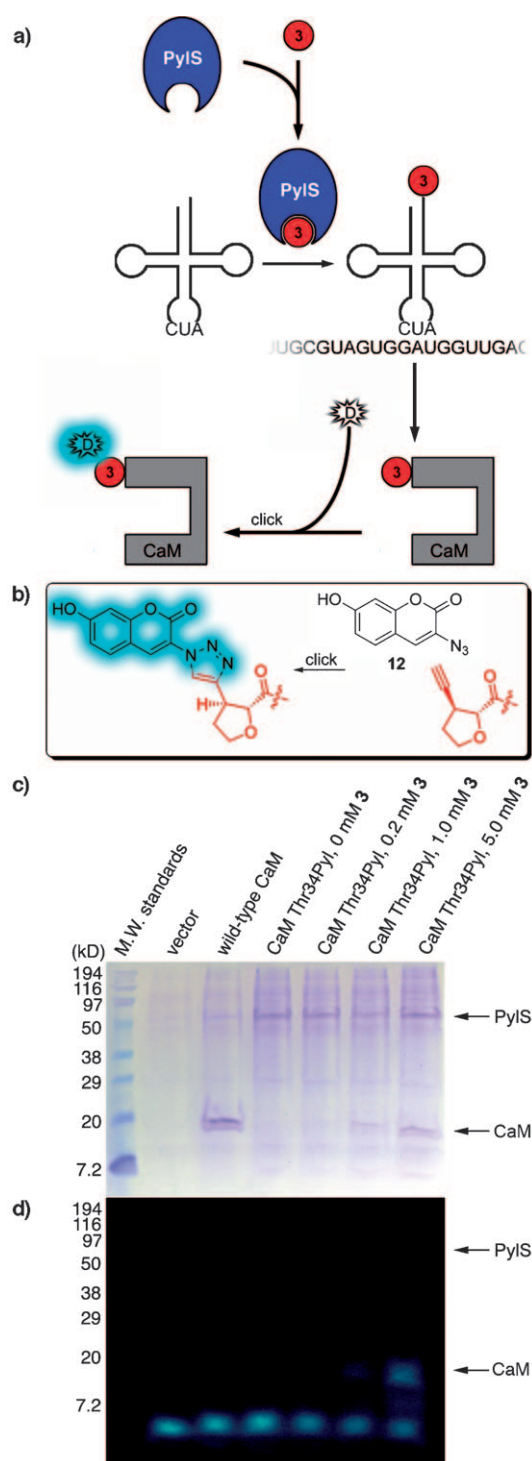 a)
PylS
3
PylS
3
3
CUA
CUA
UUGCGUAGUGGAUGGUUGAC
D
D
3
3
click
CaM
CaM
b)
HO
O
O
HO
O
O
N
N
N
N₃
12
click
H
O
O
O
O
c)
M.W. standards
vector
wild-type CaM
CaM Thr34Pyl, 0 mM 3
CaM Thr34Pyl, 0.2 mM 3
CaM Thr34Pyl, 1.0 mM 3
CaM Thr34Pyl, 5.0 mM 3
(kD)
194
116
97
50
38
29
20
7.2
PylS
CaM
d)
194
116
97
50
38
29
20
7.2
PylS
CaM